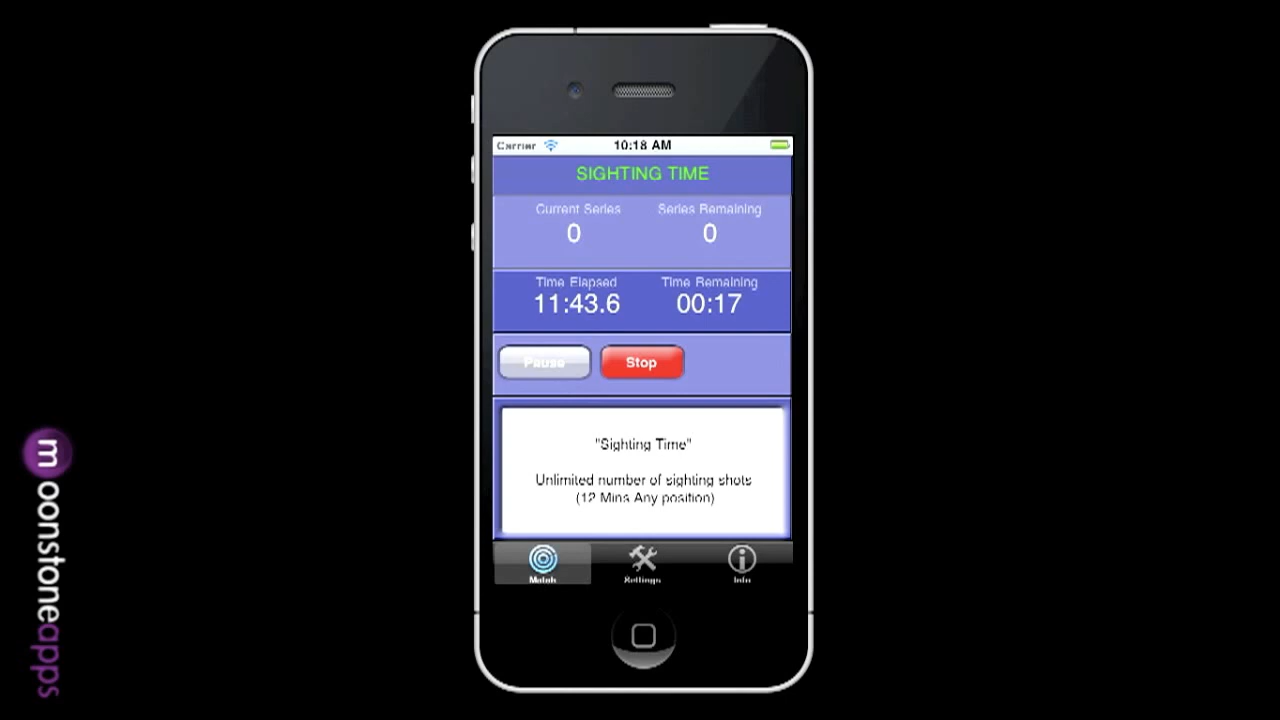 Carrier 10:18 AM
SIGHTING TIME
Current Series Series Remaining
0 0
Time Elapsed Time Remaining
11:43.6 00:17
Pause Stop
"Sighting Time"
Unlimited number of sighting shots
(12 Mins Any position)
Match Settings Info
moonstoneapps